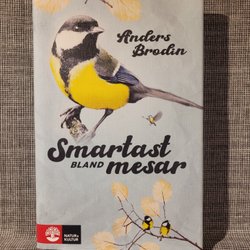 Anders
Brodin
Smartast
BLAND mesar
NATUR &
KULTUR